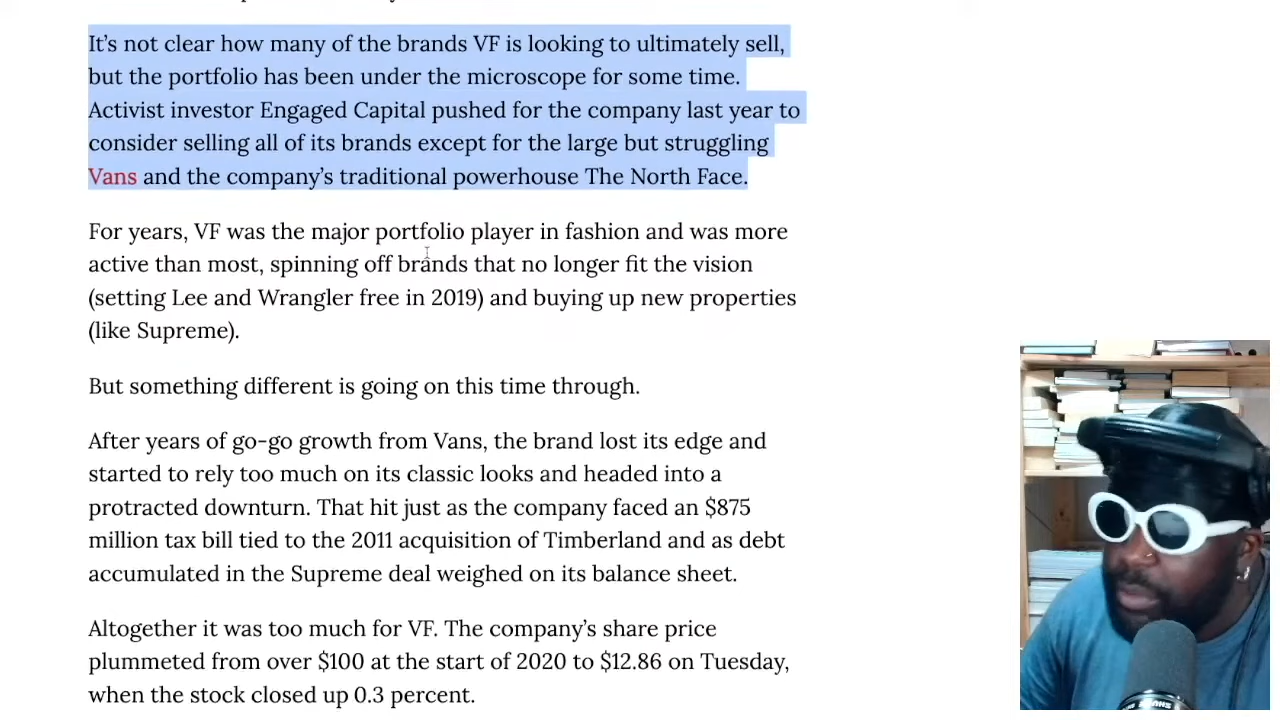 It’s not clear how many of the brands VF is looking to ultimately sell,
but the portfolio has been under the microscope for some time.
Activist investor Engaged Capital pushed for the company last year to
consider selling all of its brands except for the large but struggling
Vans and the company’s traditional powerhouse The North Face.
For years, VF was the major portfolio player in fashion and was more
active than most, spinning off brands that no longer fit the vision
(setting Lee and Wrangler free in 2019) and buying up new properties
(like Supreme).
But something different is going on this time through.
After years of go-go growth from Vans, the brand lost its edge and
started to rely too much on its classic looks and headed into a
protracted downturn. That hit just as the company faced an $875
million tax bill tied to the 2011 acquisition of Timberland and as debt
accumulated in the Supreme deal weighed on its balance sheet.
Altogether it was too much for VF. The company’s share price
plummeted from over $100 at the start of 2020 to $12.86 on Tuesday,
when the stock closed up 0.3 percent.